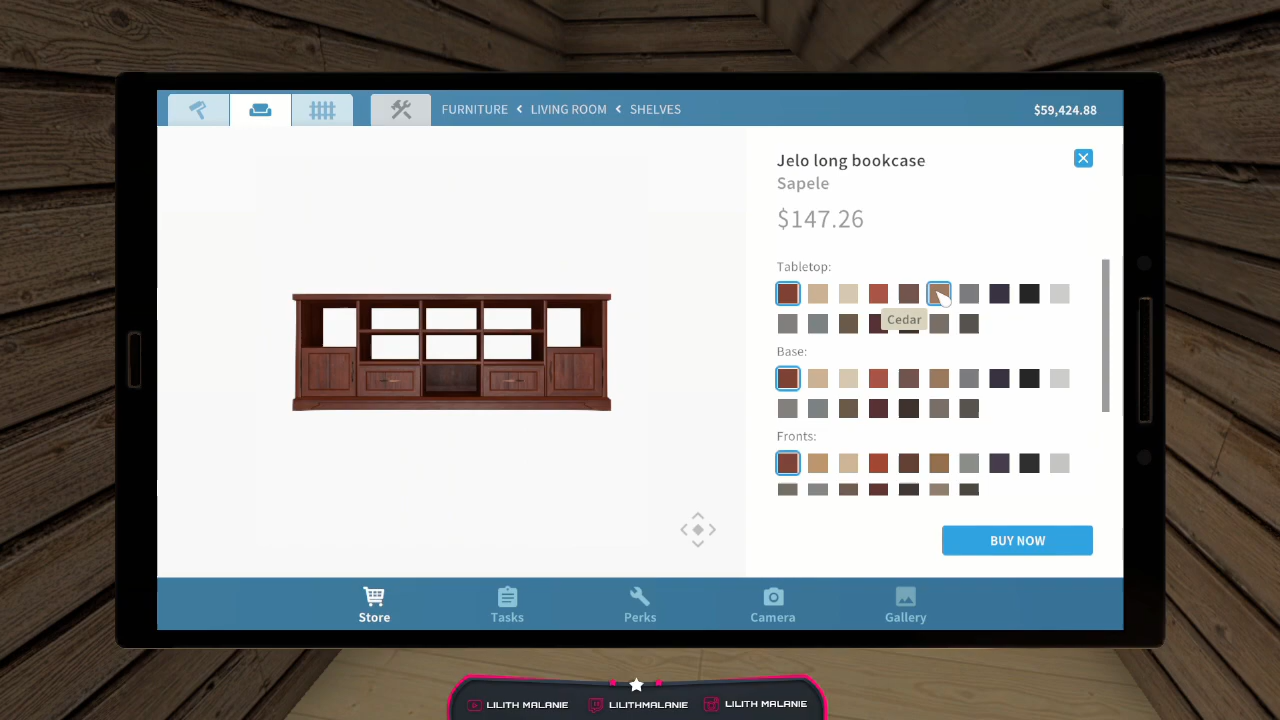 FURNITURE < LIVING ROOM < SHELVES
$59,424.88
Jelo long bookcase
Sapele
$147.26
Tabletop:
Cedar
Base:
Fronts:
BUY NOW
Store
Tasks
Perks
Camera
Gallery
LILITH MALANIE
LILITHMALANIE
LILITH MALANIE